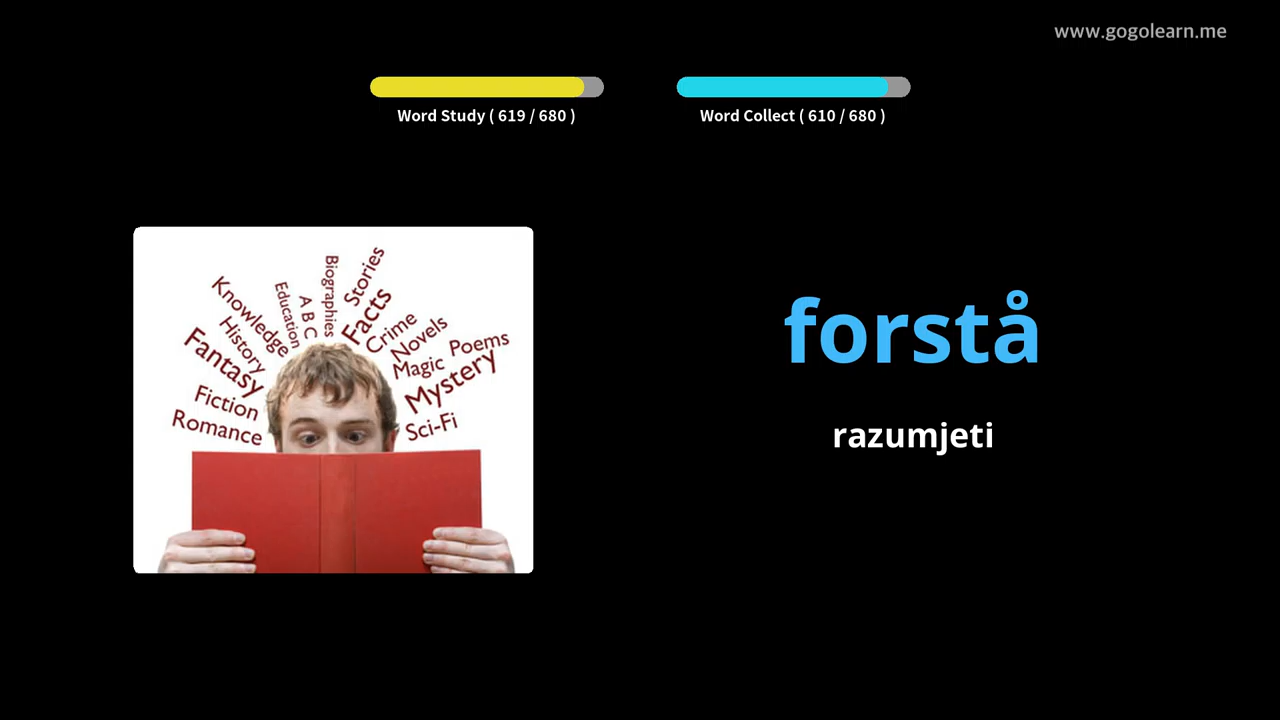 www.gogolearn.me
Word Study ( 619 / 680 )
Word Collect ( 610 / 680 )
Knowledge
Education
A B C
Biographies
Stories
Facts
Crime
Novels
Poems
History
Fantasy
Magic
Mystery
Fiction
Romance
Sci-Fi
forstå
razumjeti